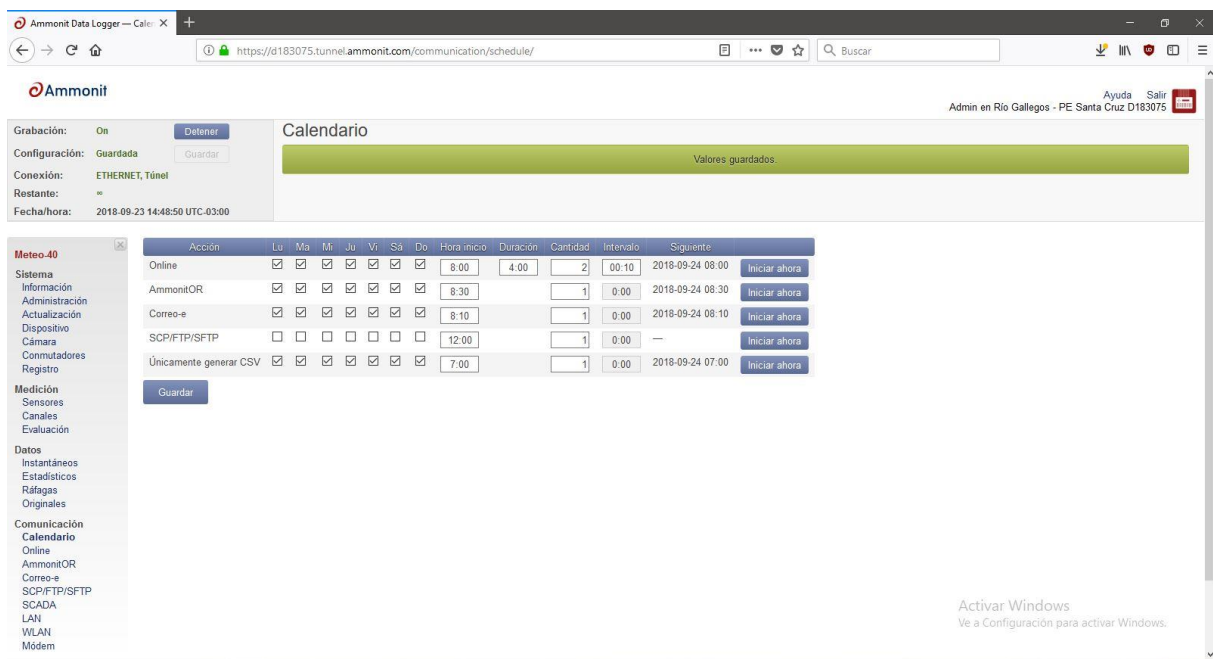 Ammonit Data Logger — Caler
https://d183075.tunnel.ammonit.com/communication/schedule/
Buscar
Ammonit
Ayuda Salir
Admin en Río Gallegos - PE Santa Cruz D183075
Grabación: On Detener
Configuración: Guardada Guardar
Conexión: ETHERNET, Túnel
Restante: ∞
Fecha/hora: 2018-09-23 14:48:50 UTC-03:00
Calendario
Valores guardados.
Meteo-40
Sistema
Información
Administración
Actualización
Dispositivo
Cámara
Conmutadores
Registro
Medición
Sensores
Canales
Evaluación
Datos
Instantáneos
Estadísticos
Ráfagas
Originales
Comunicación
Calendario
Online
AmmonitOR
Correo-e
SCP/FTP/SFTP
SCADA
LAN
WLAN
Módem
Acción Lu Ma Mi Ju Vi Sá Do Hora inicio Duración Cantidad Intervalo Siguiente
Online 8:00 4:00 2 00:10 2018-09-24 08:00 Iniciar ahora
AmmonitOR 8:30 1 0:00 2018-09-24 08:30 Iniciar ahora
Correo-e 8:10 1 0:00 2018-09-24 08:10 Iniciar ahora
SCP/FTP/SFTP 12:00 1 0:00 — Iniciar ahora
Únicamente generar CSV 7:00 1 0:00 2018-09-24 07:00 Iniciar ahora
Guardar
Activar Windows
Ve a Configuración para activar Windows.